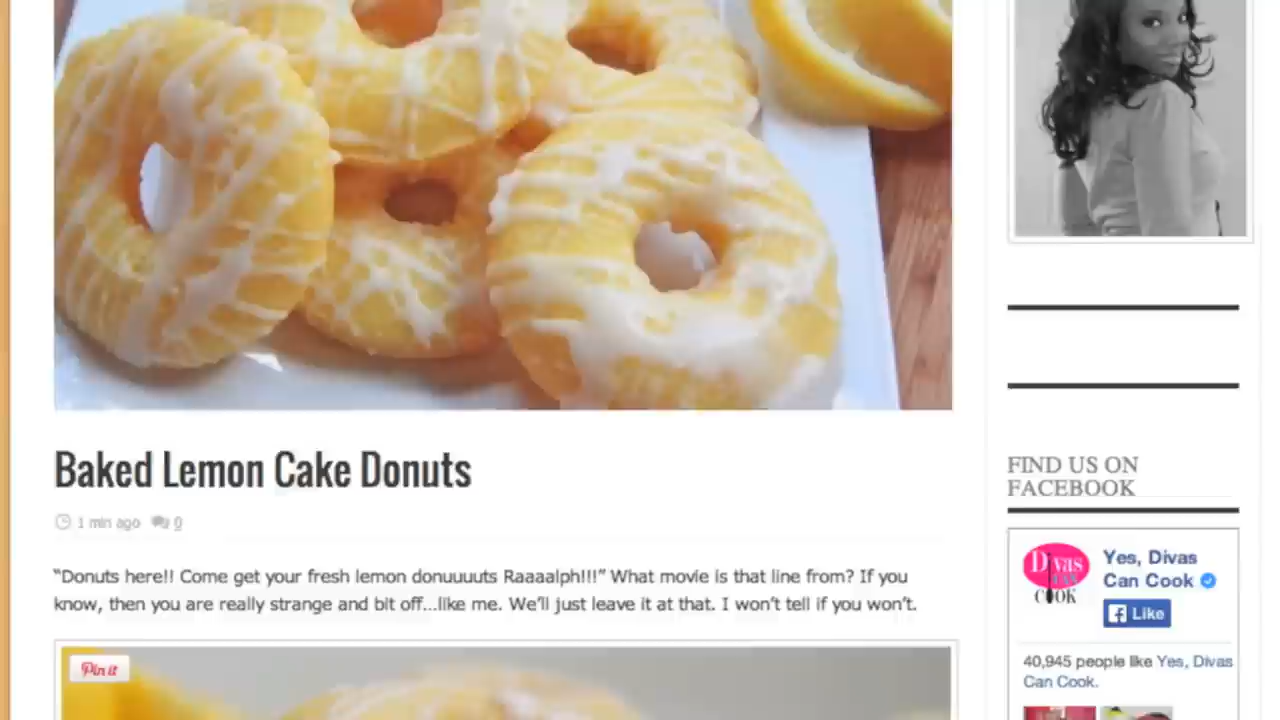 Baked Lemon Cake Donuts
1 min ago 0
“Donuts here!! Come get your fresh lemon donuuuuts Raaaalph!!!” What movie is that line from? If you
know, then you are really strange and bit off...like me. We’ll just leave it at that. I won’t tell if you won’t.
Pin it
FIND US ON
FACEBOOK
Divas
CAN
COOK
Yes, Divas
Can Cook
Like
40,945 people like Yes, Divas
Can Cook.